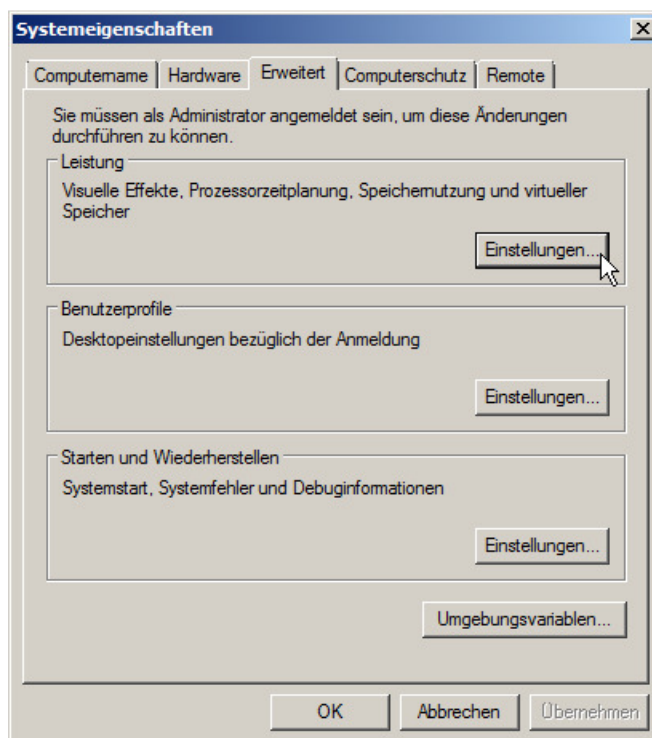 Systemeigenschaften
Computername Hardware Erweitert Computerschutz Remote
Sie müssen als Administrator angemeldet sein, um diese Änderungen
durchführen zu können.
Leistung
Visuelle Effekte, Prozessorzeitplanung, Speichernutzung und virtueller
Speicher
Einstellungen...
Benutzerprofile
Desktopeinstellungen bezüglich der Anmeldung
Einstellungen...
Starten und Wiederherstellen
Systemstart, Systemfehler und Debuginformationen
Einstellungen...
Umgebungsvariablen...
OK Abbrechen Übernehmen